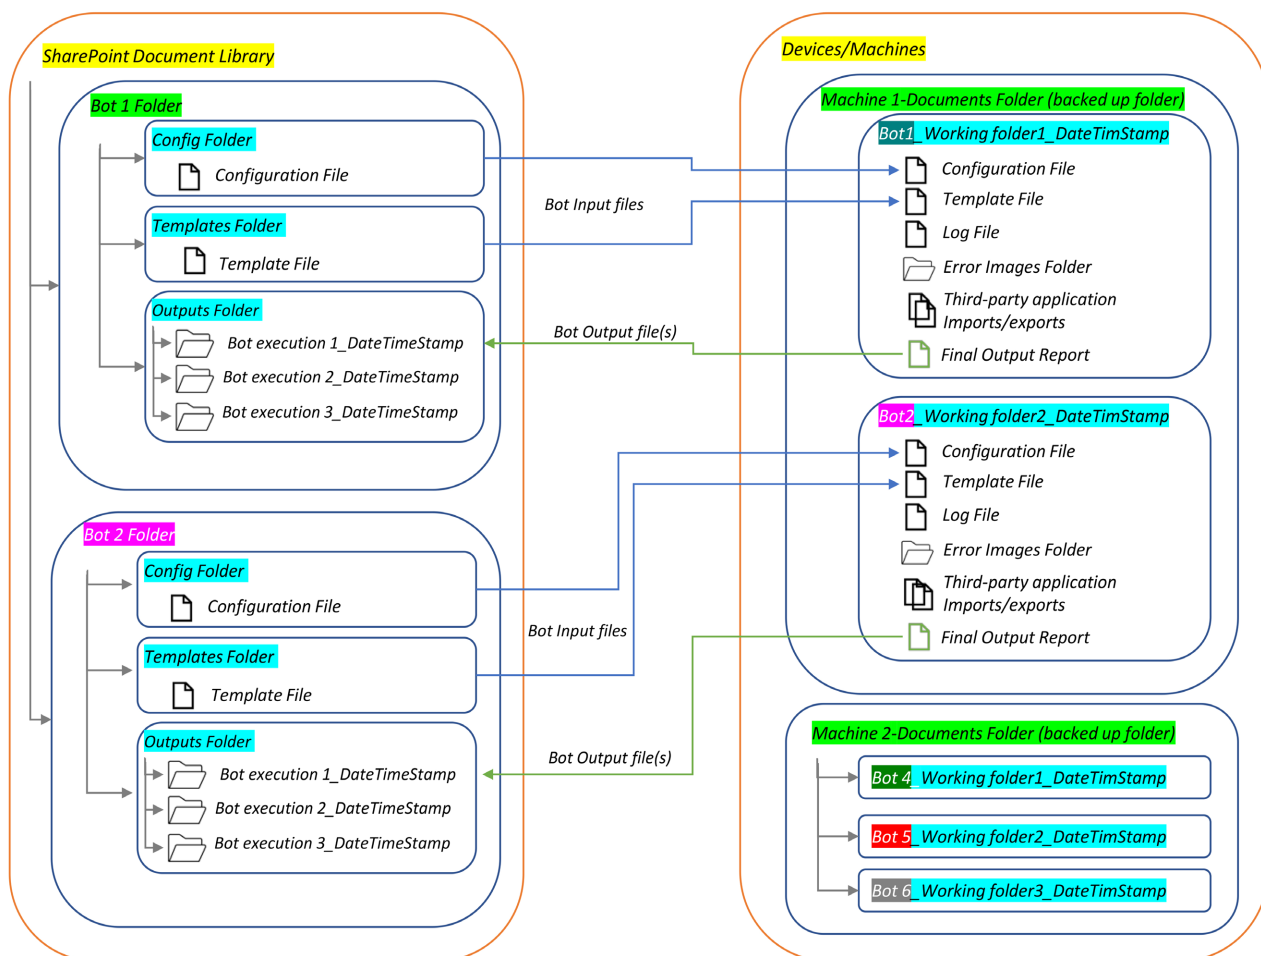 SharePoint Document Library
Bot 1 Folder
Config Folder
Configuration File
Templates Folder
Template File
Outputs Folder
Bot execution 1_DateTimeStamp
Bot execution 2_DateTimeStamp
Bot execution 3_DateTimeStamp
Bot 2 Folder
Config Folder
Configuration File
Templates Folder
Template File
Outputs Folder
Bot execution 1_DateTimeStamp
Bot execution 2_DateTimeStamp
Bot execution 3_DateTimeStamp
Bot Input files
Bot Output file(s)
Bot Input files
Bot Output file(s)
Devices/Machines
Machine 1-Documents Folder (backed up folder)
Bot1_Working folder1_DateTimStamp
Configuration File
Template File
Log File
Error Images Folder
Third-party application
Imports/exports
Final Output Report
Bot2_Working folder2_DateTimStamp
Configuration File
Template File
Log File
Error Images Folder
Third-party application
Imports/exports
Final Output Report
Machine 2-Documents Folder (backed up folder)
Bot 4_Working folder1_DateTimStamp
Bot 5_Working folder2_DateTimStamp
Bot 6_Working folder3_DateTimStamp